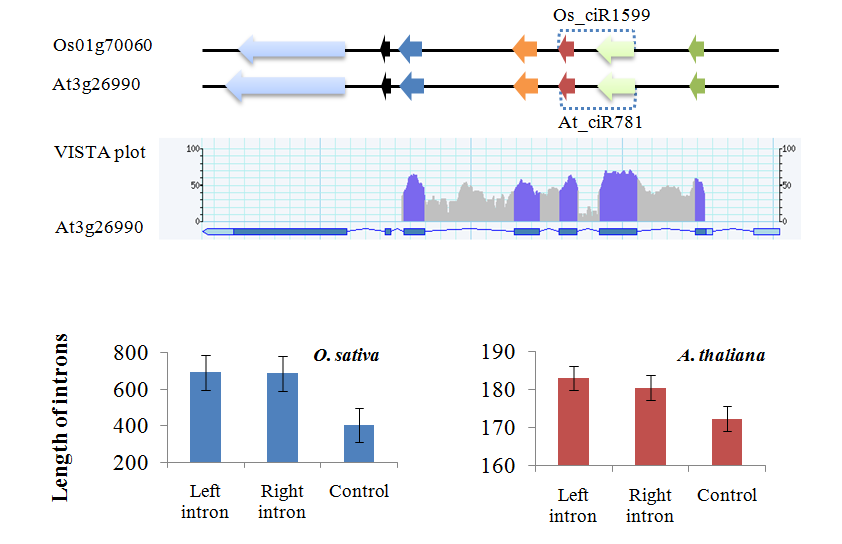 Os_ciR1599
Os01g70060
At3g26990
At_ciR781
VISTA plot
100
50
0
100
50
0
At3g26990
Length of introns
800
600
400
200
O. sativa
Left intron
Right intron
Control
190
180
170
160
A. thaliana
Left intron
Right intron
Control